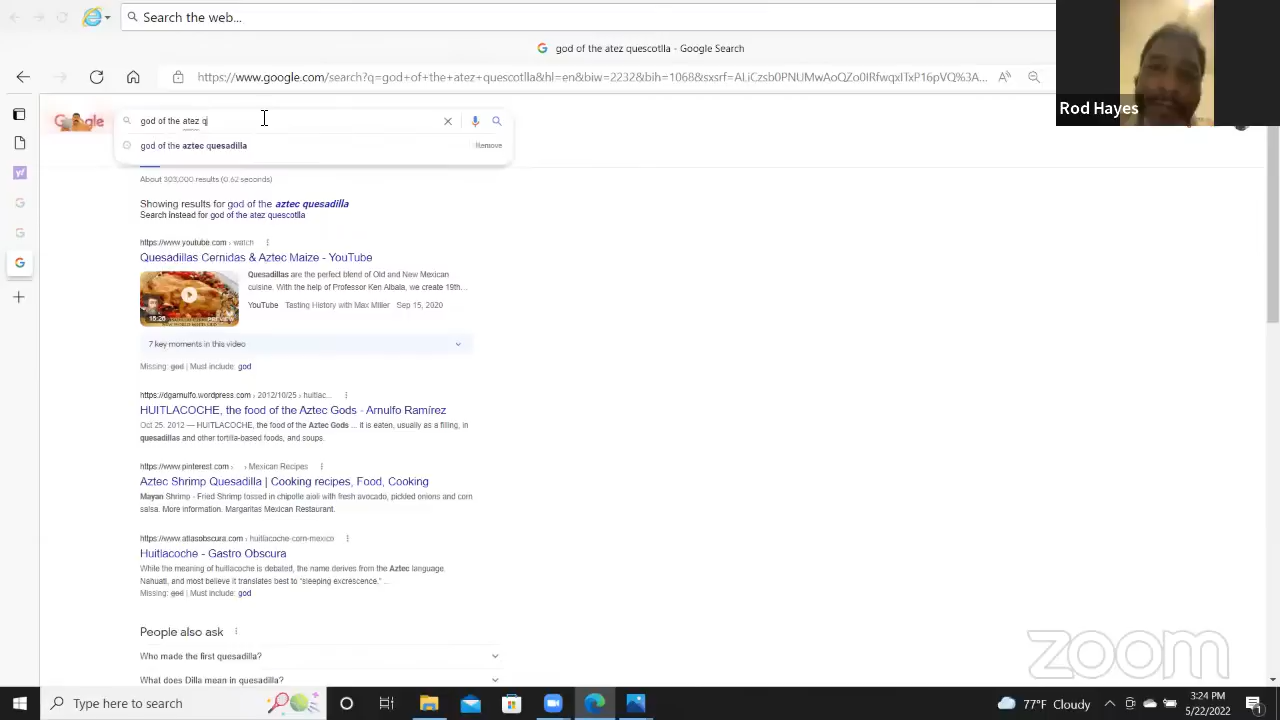 Search the web...
god of the atez quescotlla - Google Search
https://www.google.com/search?q=god+of+the+atez+quescotlla&hl=en&biw=2232&bih=1068&sxsrf=ALiCzsb0PNUMwAoQZo0IRfwqxITxP16pVQ%3A...
Rod Hayes
Google
god of the atez q
god of the aztec quesadilla
Remove
About 303,000 results (0.62 seconds)
Showing results for god of the aztec quesadilla
Search instead for god of the atez quescotlla
https://www.youtube.com › watch
Quesadillas Cernidas & Aztec Maize - YouTube
Quesadillas are the perfect blend of Old and New Mexican
cuisine. With the help of Professor Ken Albala, we create 19th...
YouTube Tasting History with Max Miller Sep 15, 2020
PREVIEW
7 key moments in this video
Missing: god | Must include: god
https://dgarnulfo.wordpress.com › 2012/10/25 › huitlac...
HUITLACOCHE, the food of the Aztec Gods - Arnulfo Ramírez
Oct 25, 2012 — HUITLACOCHE, the food of the Aztec Gods ... it is eaten, usually as a filling, in
quesadillas and other tortilla-based foods, and soups.
https://www.pinterest.com › › Mexican Recipes
Aztec Shrimp Quesadilla | Cooking recipes, Food, Cooking
Mayan Shrimp - Fried Shrimp tossed in chipotle aioli with fresh avocado, pickled onions and corn
salsa. More information. Margaritas Mexican Restaurant.
https://www.atlasobscura.com › huitlacoche-corn-mexico
Huitlacoche - Gastro Obscura
While the meaning of huitlacoche is debated, the name derives from the Aztec language,
Nahuatl, and most believe it translates best to "sleeping excrescence," ...
Missing: god | Must include: god
People also ask
Who made the first quesadilla?
What does Dilla mean in quesadilla?
zoom
Type here to search
77°F Cloudy
3:24 PM
5/22/2022
1